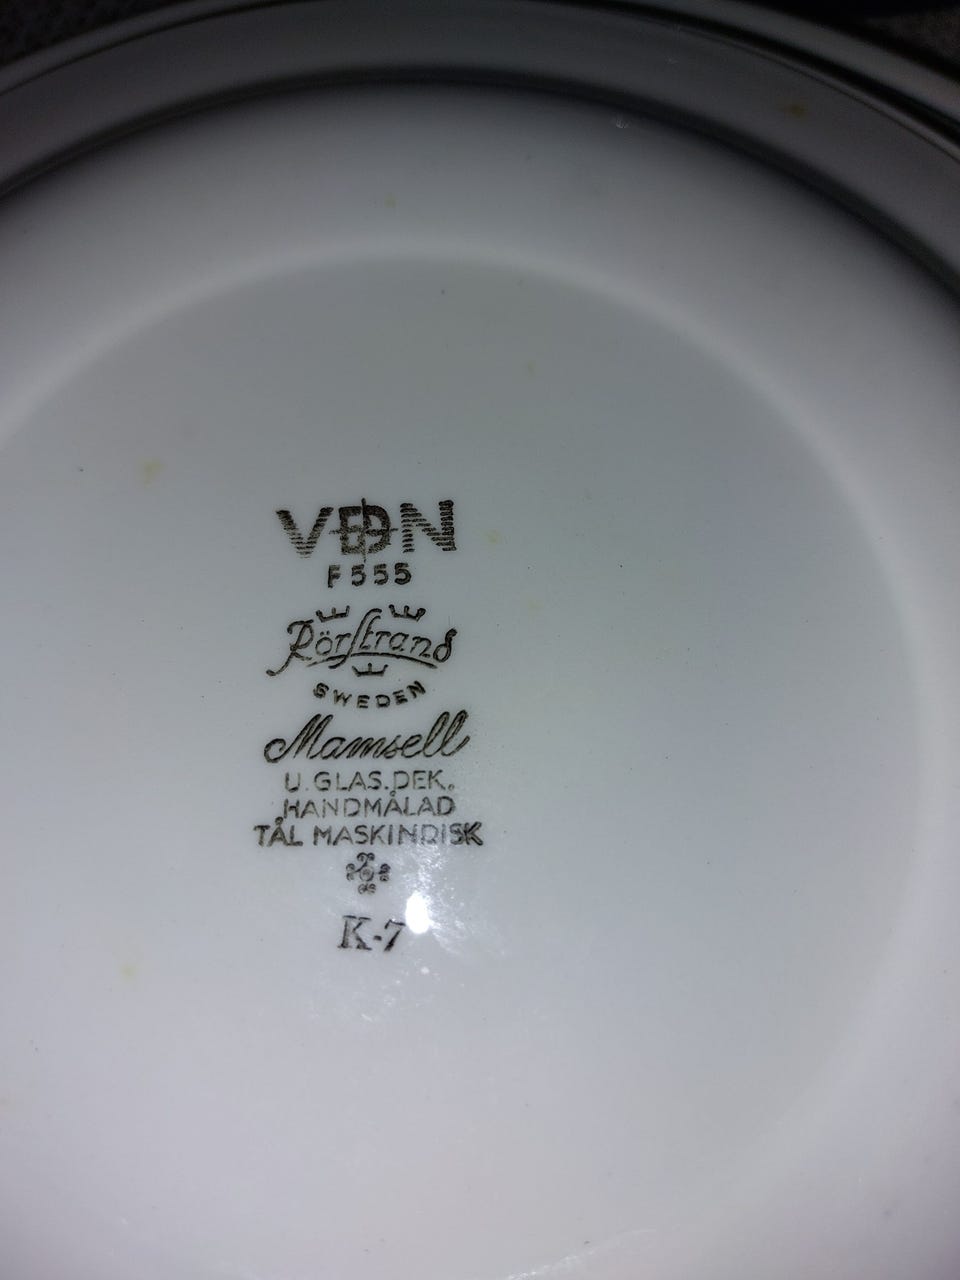 VDN
F555
Rörstrand
SWEDEN
Mamsell
U.GLAS.DEK.
HANDMÅLAD
TÅL MASKINDISK
K-7